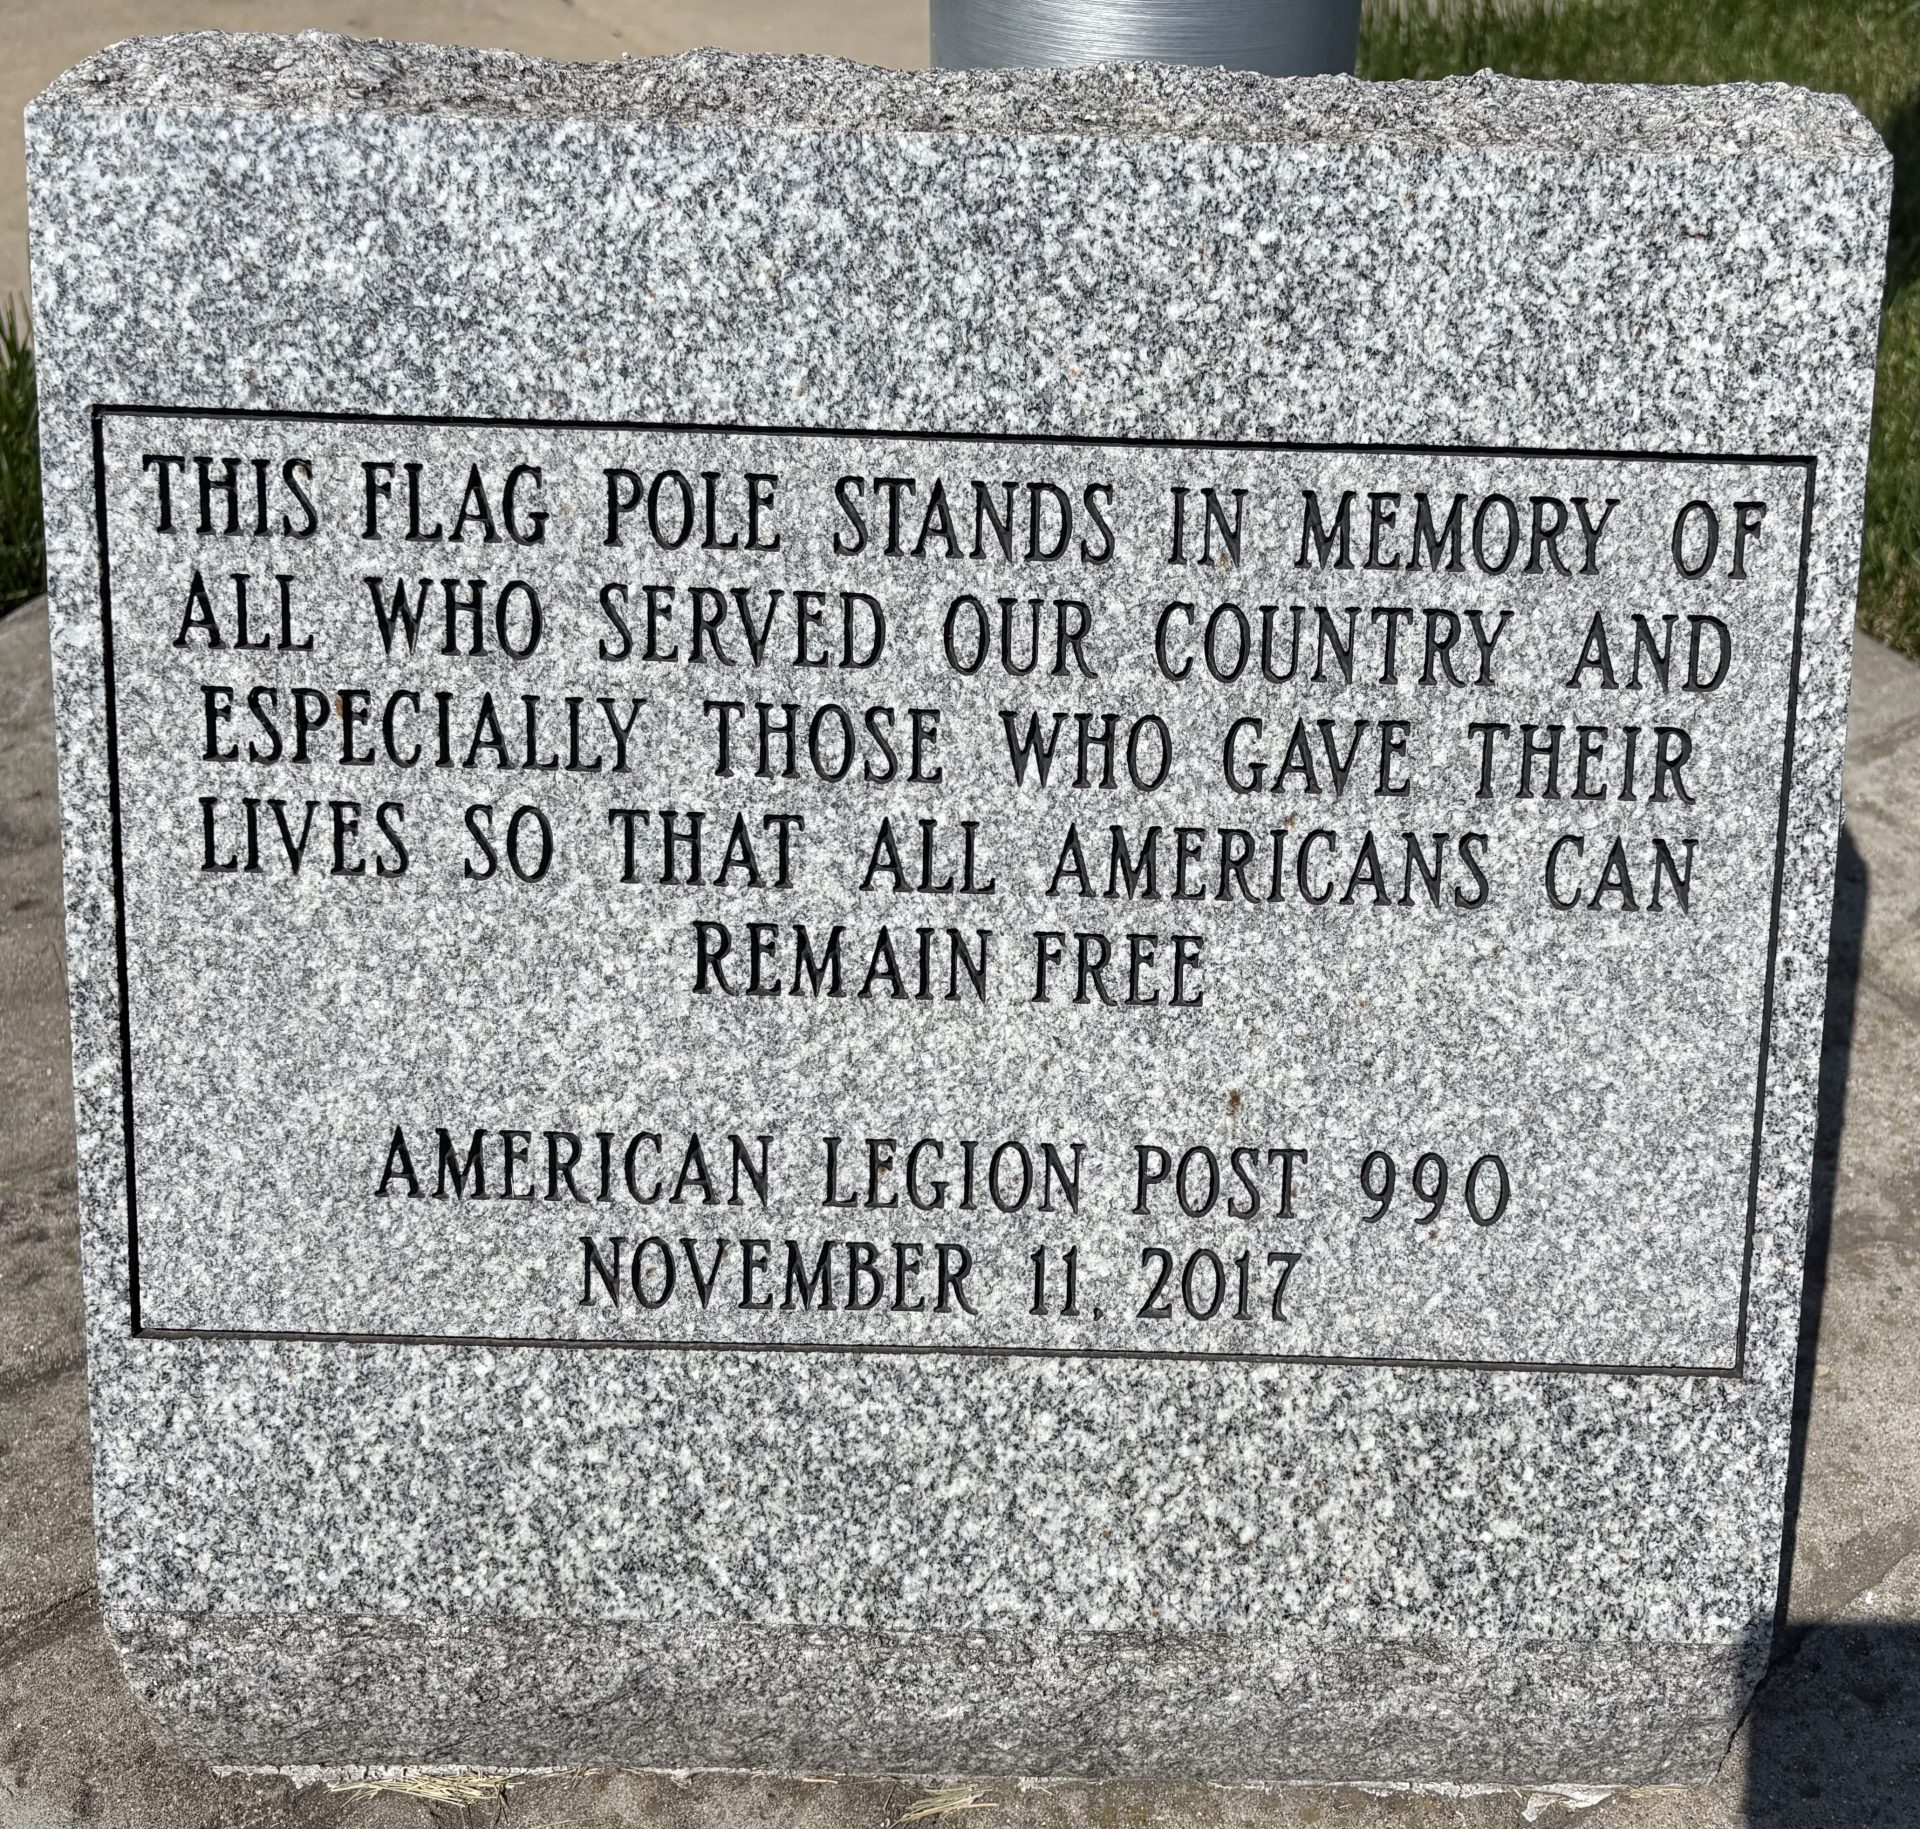 THIS FLAG POLE STANDS IN MEMORY OF
ALL WHO SERVED OUR COUNTRY AND
ESPECIALLY THOSE WHO GAVE THEIR
LIVES SO THAT ALL AMERICANS CAN
REMAIN FREE
AMERICAN LEGION POST 990
NOVEMBER 11, 2017